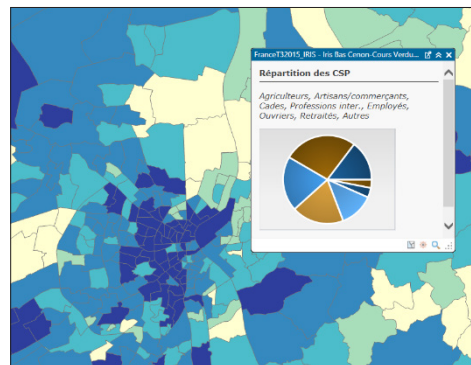 FranceT32015_IRIS - Iris Bas Cenon-Cours Verdu...
Répartition des CSP
Agriculteurs, Artisans/commerçants,
Cades, Professions inter., Employés,
Ouvriers, Retraités, Autres